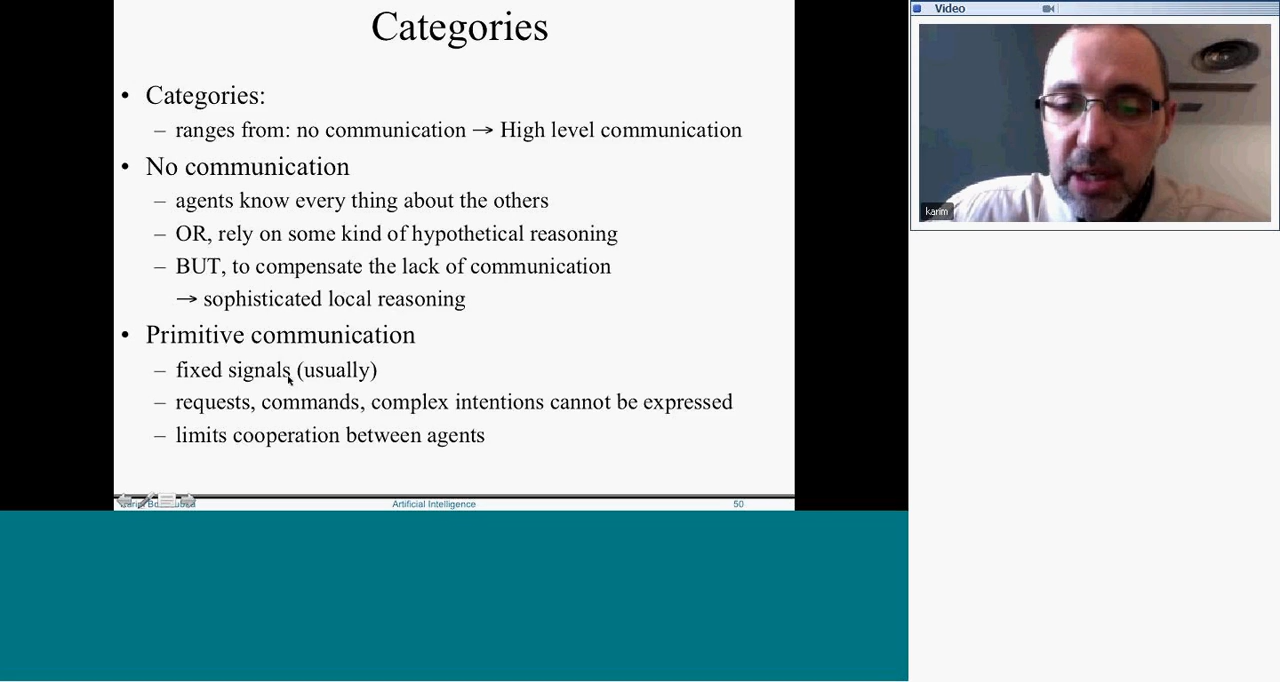 Categories
• Categories:
– ranges from: no communication → High level communication
• No communication
– agents know every thing about the others
– OR, rely on some kind of hypothetical reasoning
– BUT, to compensate the lack of communication
→ sophisticated local reasoning
• Primitive communication
– fixed signals (usually)
– requests, commands, complex intentions cannot be expressed
– limits cooperation between agents
Artificial Intelligence
50
Video
karim